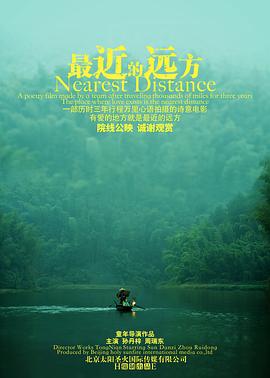 最近的远方
Nearest Distance
A poetry film made by a team after traveling thousands of miles for three years
The place where love exists is the nearest distance
一部历时三年行程万里心语拍摄的诗意电影
有爱的地方就是最近的远方
院线公映 诚谢观赏
童年导演作品
主演 孙丹梓 周瑞东
Director Works TongNian Starring Sun Danzi Zhou Ruidong
北京太阳圣火国际传媒有限公司
Produced by Beijing holy sunfire international media co.,ltd